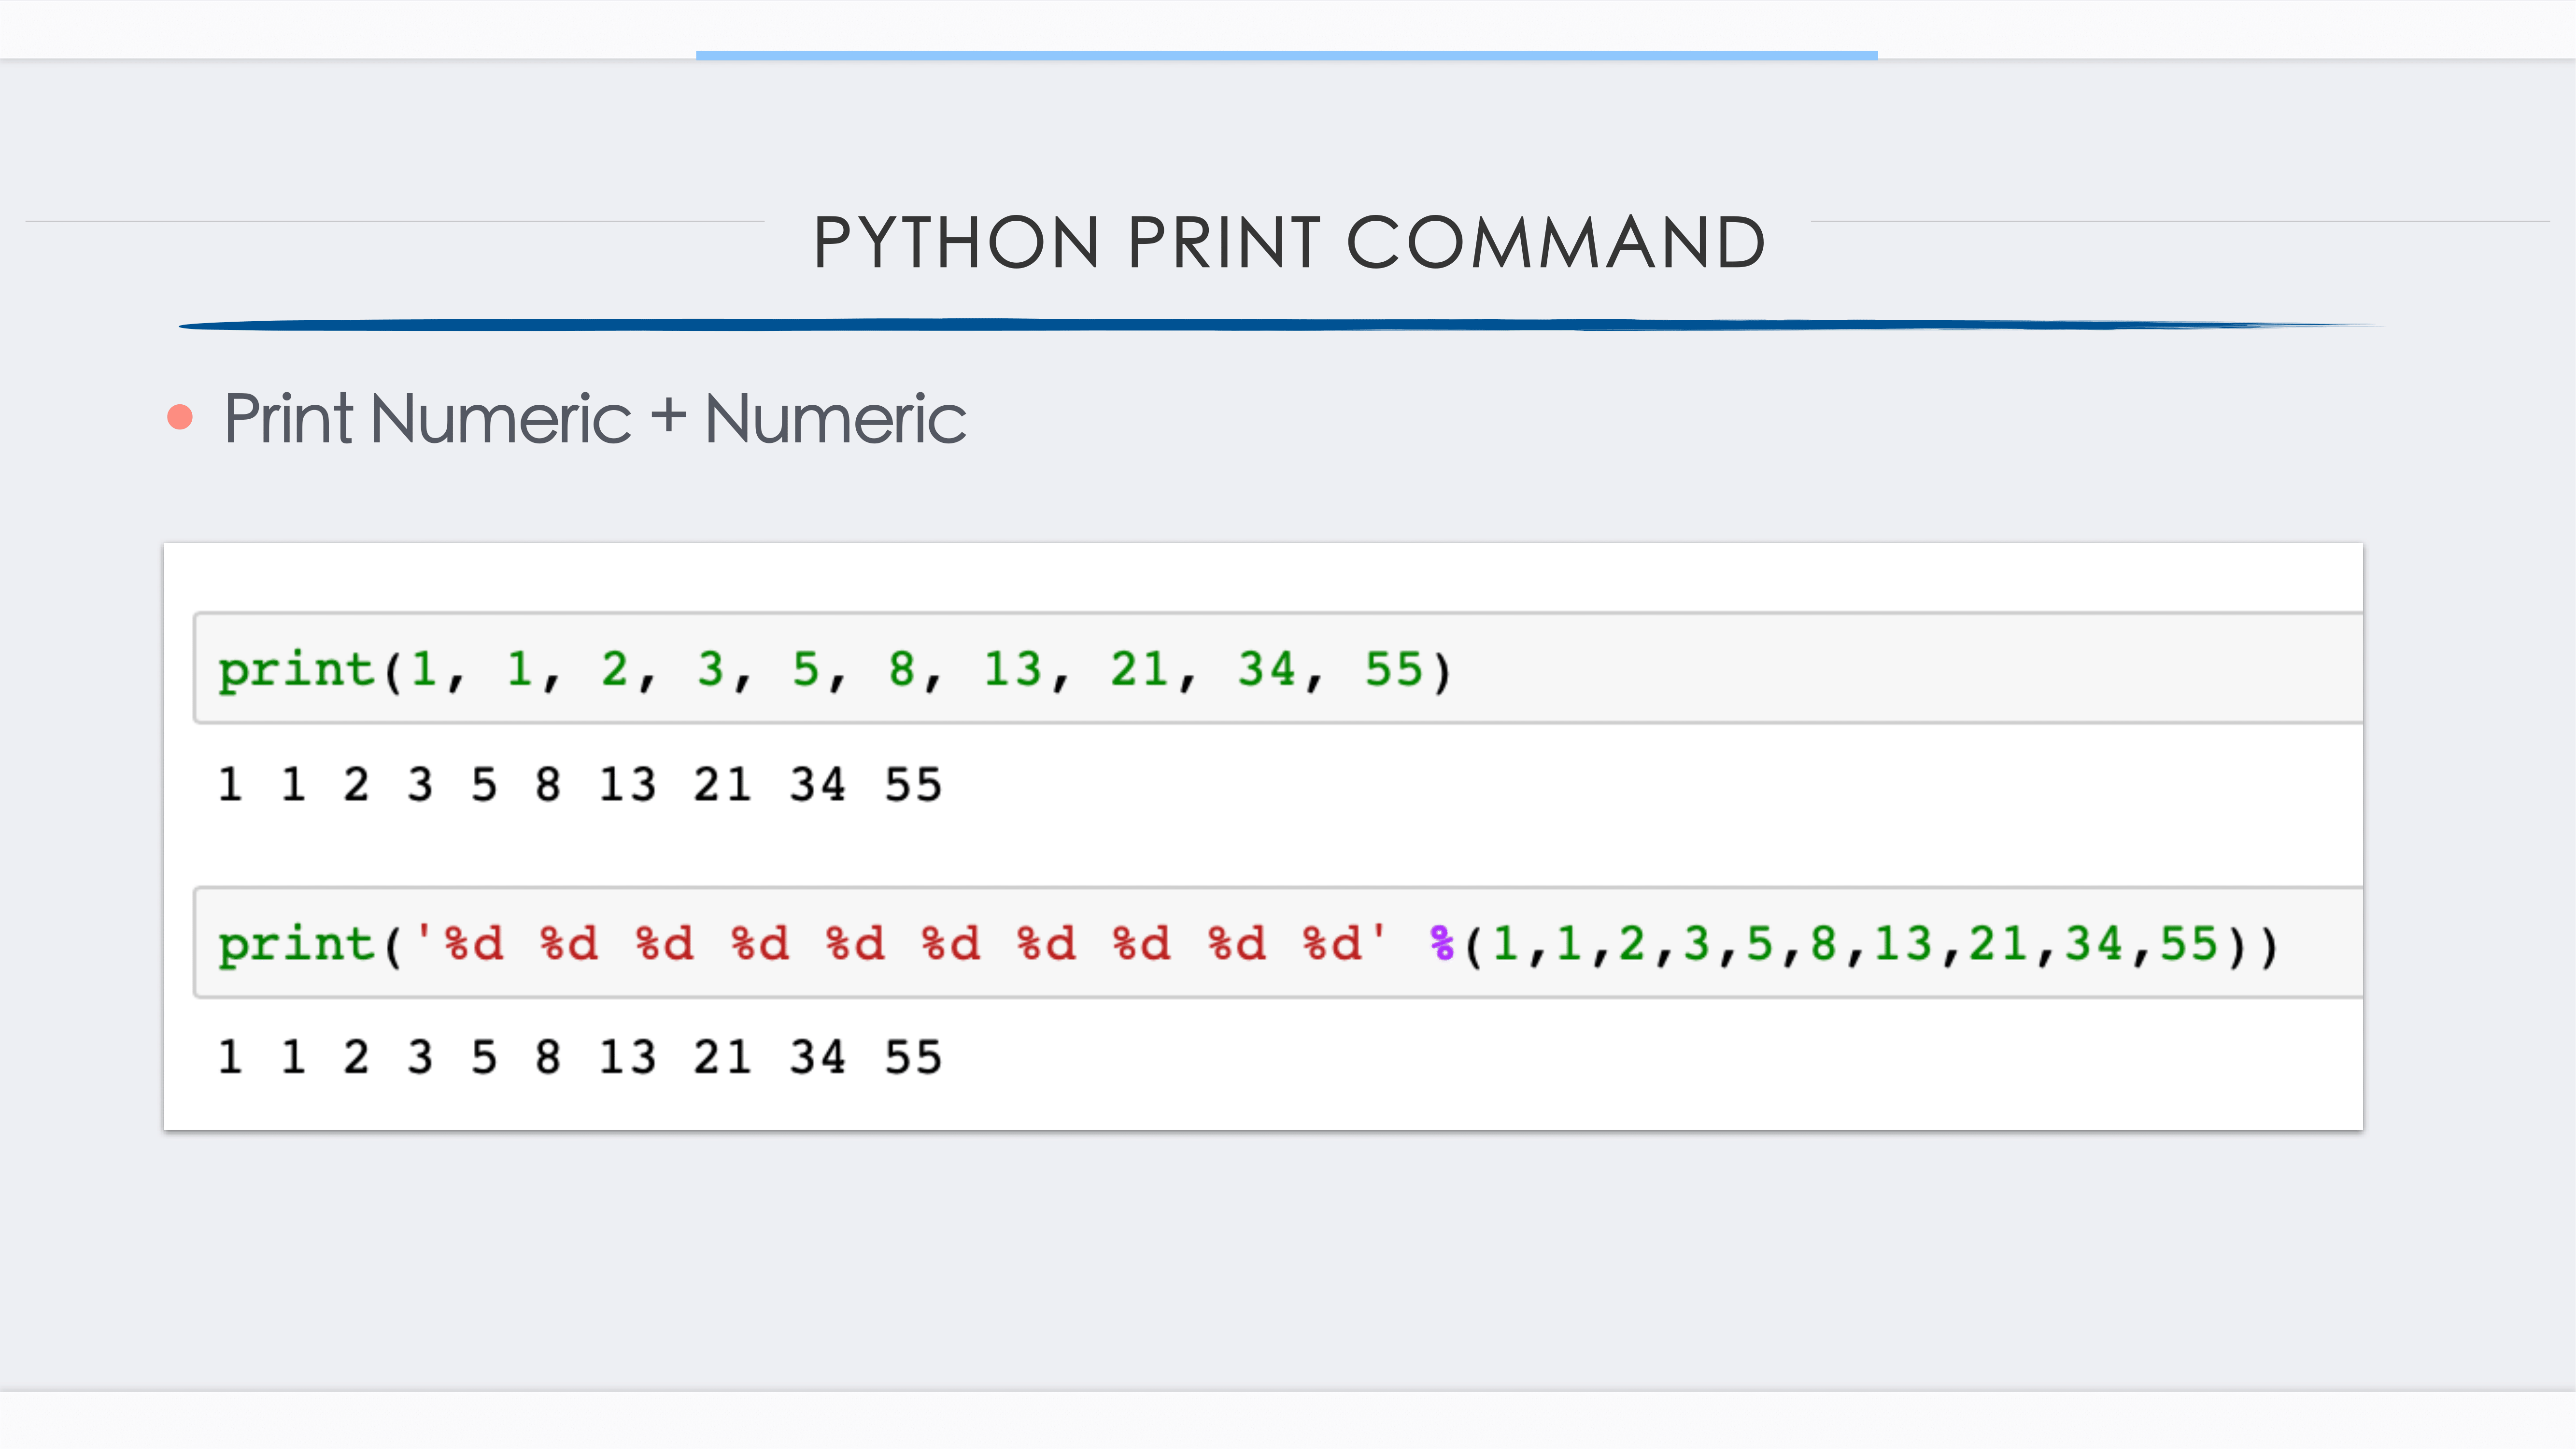 PYTHON PRINT COMMAND
Print Numeric + Numeric
print(1, 1, 2, 3, 5, 8, 13, 21, 34, 55)
1 1 2 3 5 8 13 21 34 55
print('%d %d %d %d %d %d %d %d %d %d' %(1,1,2,3,5,8,13,21,34,55))
1 1 2 3 5 8 13 21 34 55